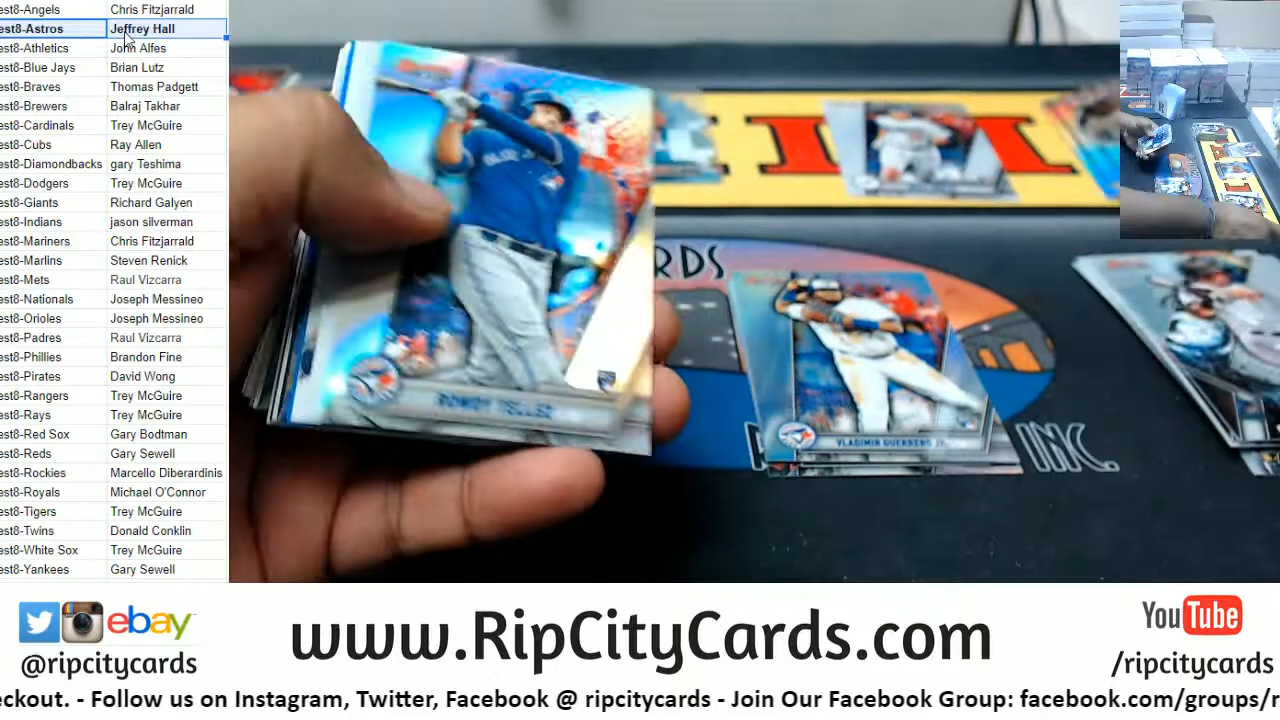 est8-Angels Chris Fitzjarrald
est8-Astros Jeffrey Hall
est8-Athletics John Alfes
est8-Blue Jays Brian Lutz
est8-Braves Thomas Padgett
est8-Brewers Balraj Takhar
est8-Cardinals Trey McGuire
est8-Cubs Ray Allen
est8-Diamondbacks gary Teshima
est8-Dodgers Trey McGuire
est8-Giants Richard Galyen
est8-Indians jason silverman
est8-Mariners Chris Fitzjarrald
est8-Marlins Steven Renick
est8-Mets Raul Vizcarra
est8-Nationals Joseph Messineo
est8-Orioles Joseph Messineo
est8-Padres Raul Vizcarra
est8-Phillies Brandon Fine
est8-Pirates David Wong
est8-Rangers Trey McGuire
est8-Rays Trey McGuire
est8-Red Sox Gary Bodtman
est8-Reds Gary Sewell
est8-Rockies Marcello Diberardinis
est8-Royals Michael O'Connor
est8-Tigers Trey McGuire
est8-Twins Donald Conklin
est8-White Sox Trey McGuire
est8-Yankees Gary Sewell
BLUE JAYS
ROWDY TELLEZ
RDS
VLADIMIR GUERRERO JR.
INC.
ebay
@ripcitycards
www.RipCityCards.com
YouTube
/ripcitycards
eckout. - Follow us on Instagram, Twitter, Facebook @ ripcitycards - Join Our Facebook Group: facebook.com/groups/r